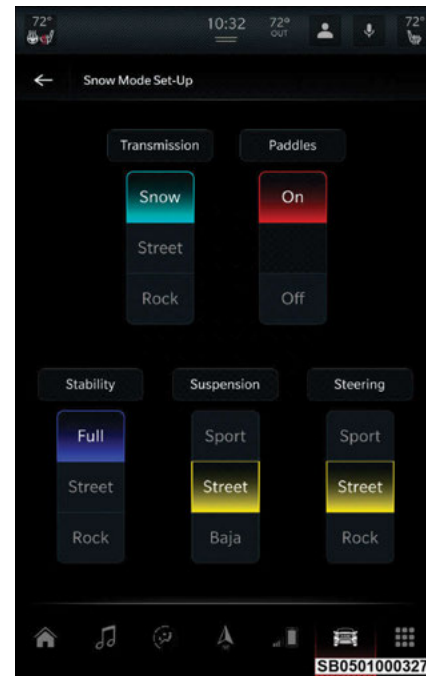 72° 10:32 72° 72°
OUT
Snow Mode Set-Up
Transmission Paddles
Snow On
Street
Rock Off
Stability Suspension Steering
Full Sport Sport
Street Street Street
Rock Baja Rock
SB0501000327